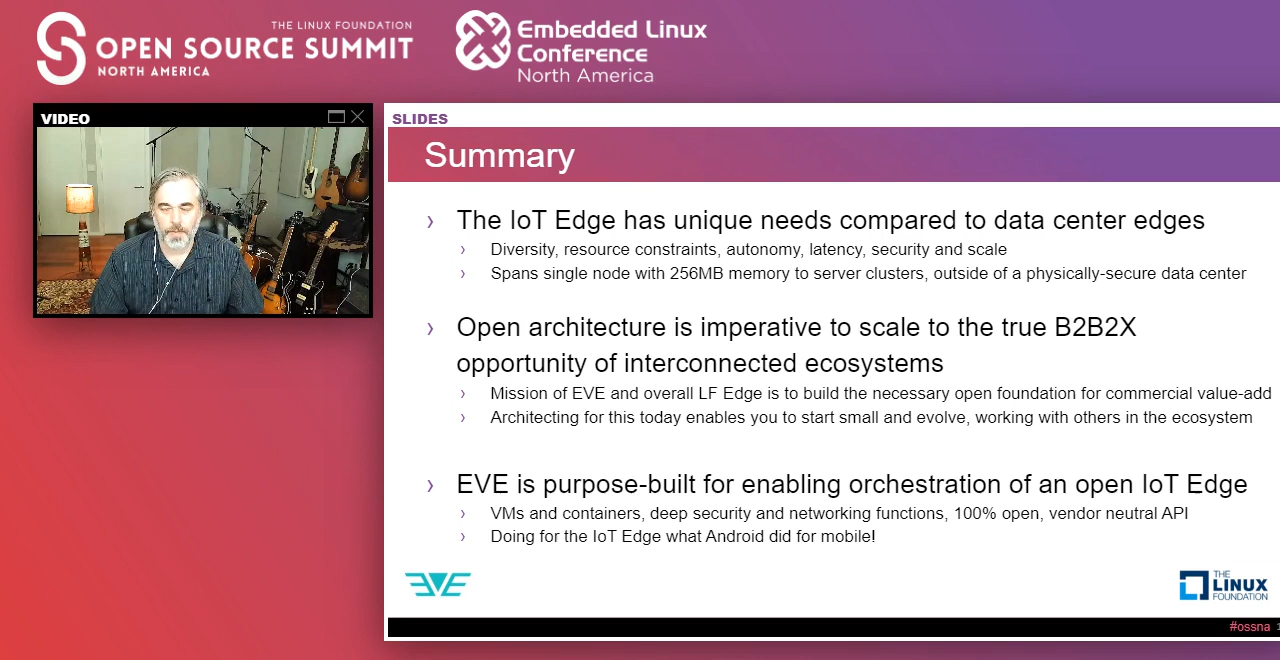 THE LINUX FOUNDATION
OPEN SOURCE SUMMIT
NORTH AMERICA
Embedded Linux
Conference
North America
VIDEO
SLIDES
Summary
› The IoT Edge has unique needs compared to data center edges
› Diversity, resource constraints, autonomy, latency, security and scale
› Spans single node with 256MB memory to server clusters, outside of a physically-secure data center
› Open architecture is imperative to scale to the true B2B2X
opportunity of interconnected ecosystems
› Mission of EVE and overall LF Edge is to build the necessary open foundation for commercial value-add
› Architecting for this today enables you to start small and evolve, working with others in the ecosystem
› EVE is purpose-built for enabling orchestration of an open IoT Edge
› VMs and containers, deep security and networking functions, 100% open, vendor neutral API
› Doing for the IoT Edge what Android did for mobile!
EVE
THE
LINUX
FOUNDATION
#ossna